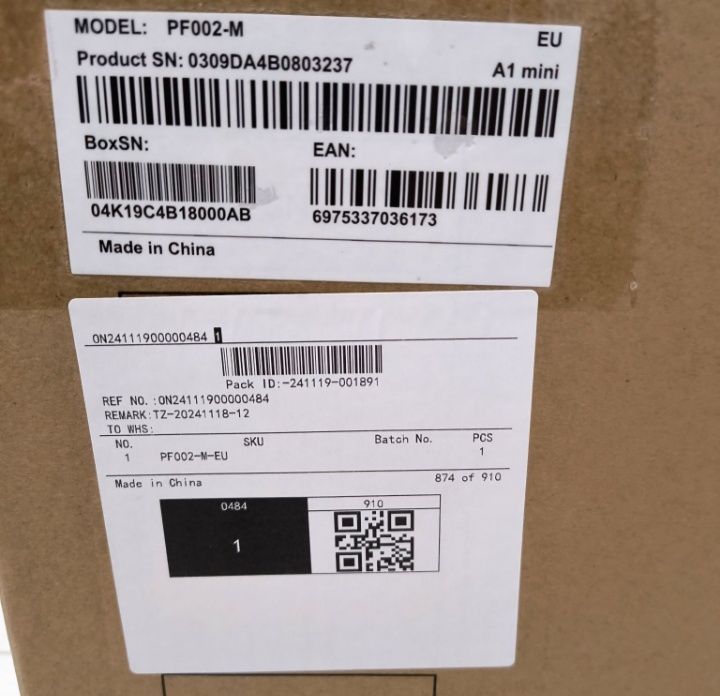 MODEL: PF002-M
EU
Product SN: 0309DA4B0803237
A1 mini
BoxSN:
EAN:
04K19C4B18000AB
6975337036173
Made in China
ON24111900000484 1
Pack ID:-241119-001891
REF NO. :ON24111900000484
REMARK:TZ-20241118-12
TO WHS:
NO. SKU Batch No. PCS
1 PF002-M-EU 1
Made in China 874 of 910
0484 910
1